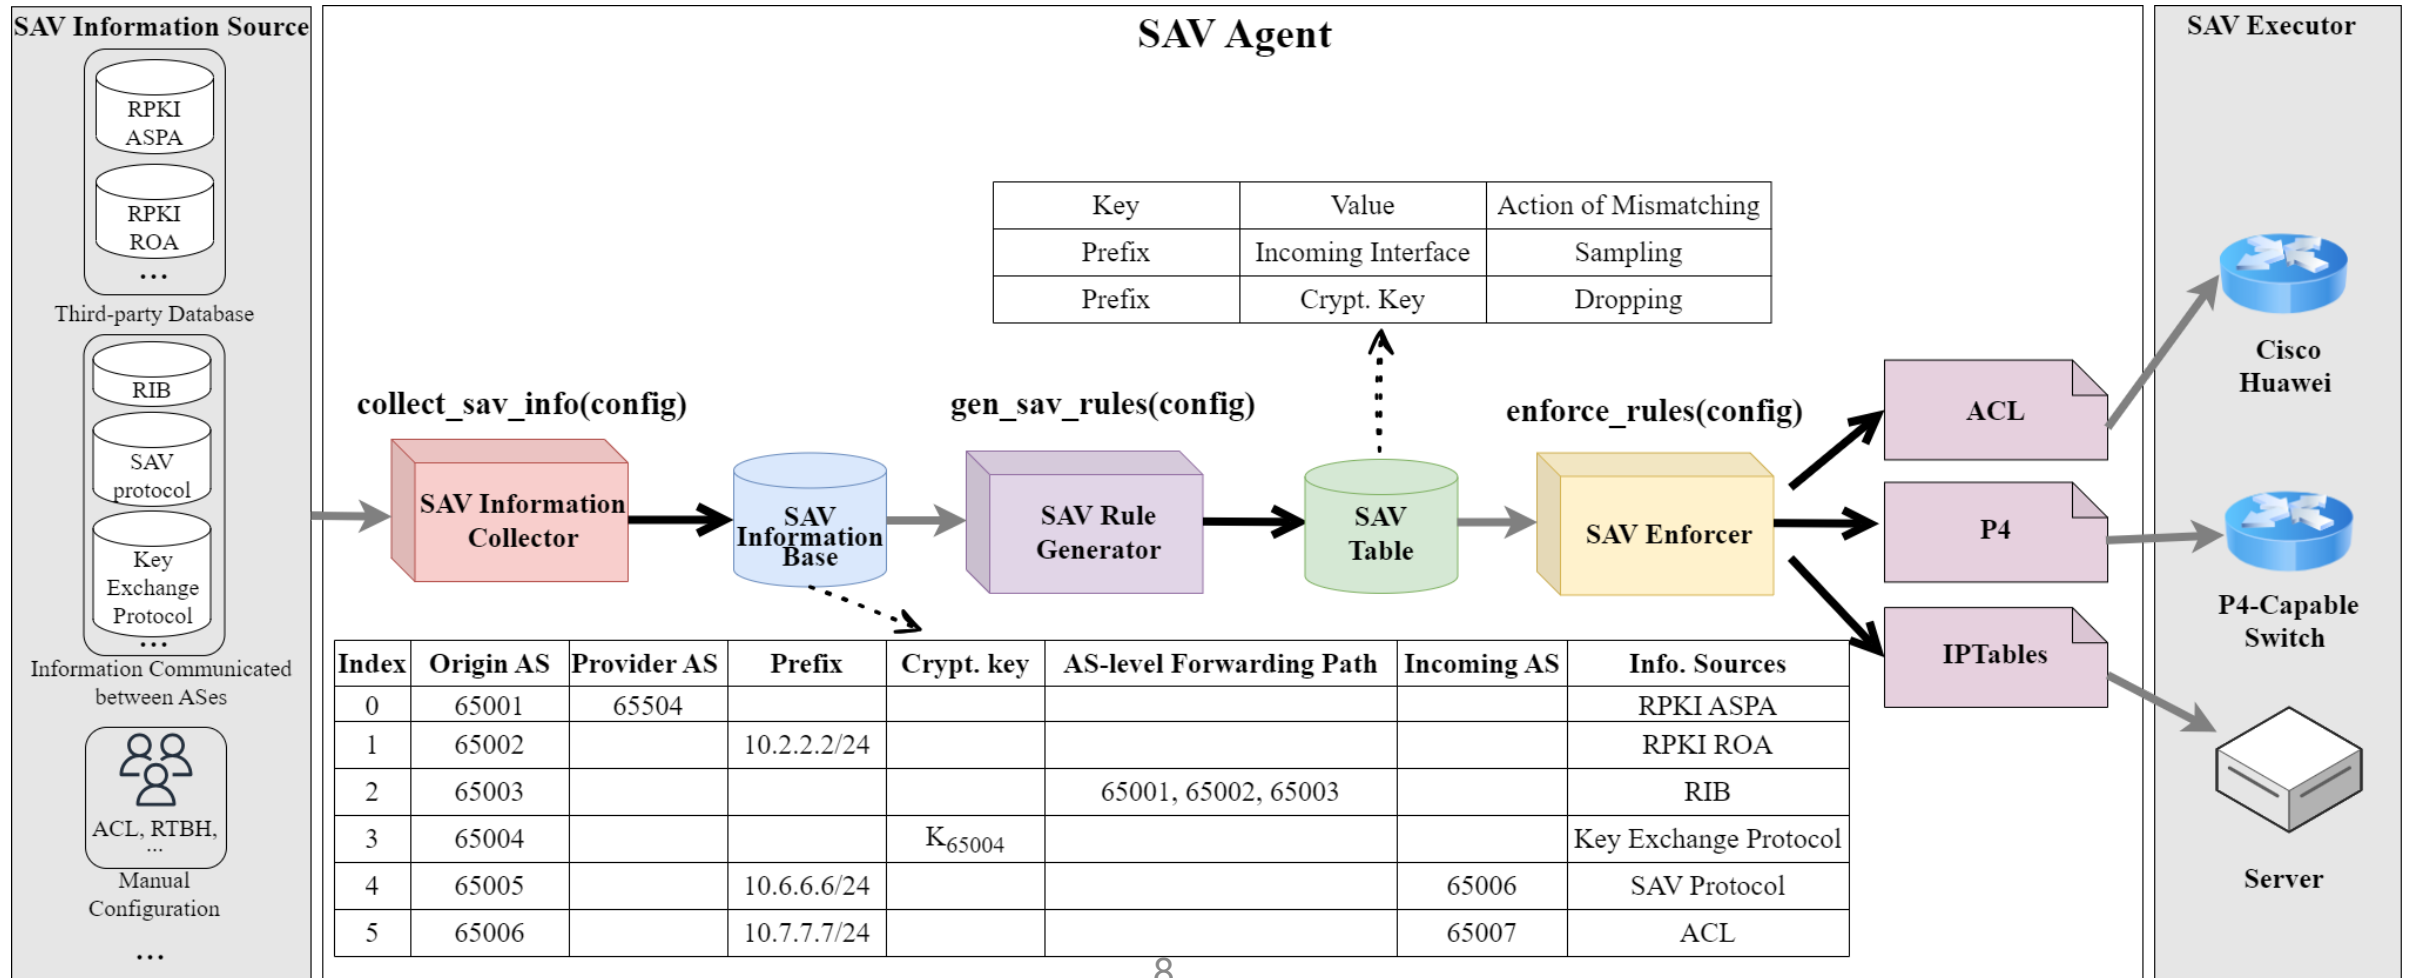 SAV Information Source
RPKI
ASPA
RPKI
ROA
...
Third-party Database
RIB
SAV
protocol
Key
Exchange
Protocol
...
Information Communicated
between ASes
ACL, RTBH,
...
Manual
Configuration
...
SAV Agent
Key Value Action of Mismatching
Prefix Incoming Interface Sampling
Prefix Crypt. Key Dropping
collect_sav_info(config)
gen_sav_rules(config)
enforce_rules(config)
SAV Information
Collector
SAV
Information
Base
SAV Rule
Generator
SAV
Table
SAV Enforcer
ACL
P4
IPTables
Index Origin AS Provider AS Prefix Crypt. key AS-level Forwarding Path Incoming AS Info. Sources
0 65001 65504 RPKI ASPA
1 65002 10.2.2.2/24 RPKI ROA
2 65003 65001, 65002, 65003 RIB
3 65004 K65004 Key Exchange Protocol
4 65005 10.6.6.6/24 65006 SAV Protocol
5 65006 10.7.7.7/24 65007 ACL
8
SAV Executor
Cisco
Huawei
P4-Capable
Switch
Server